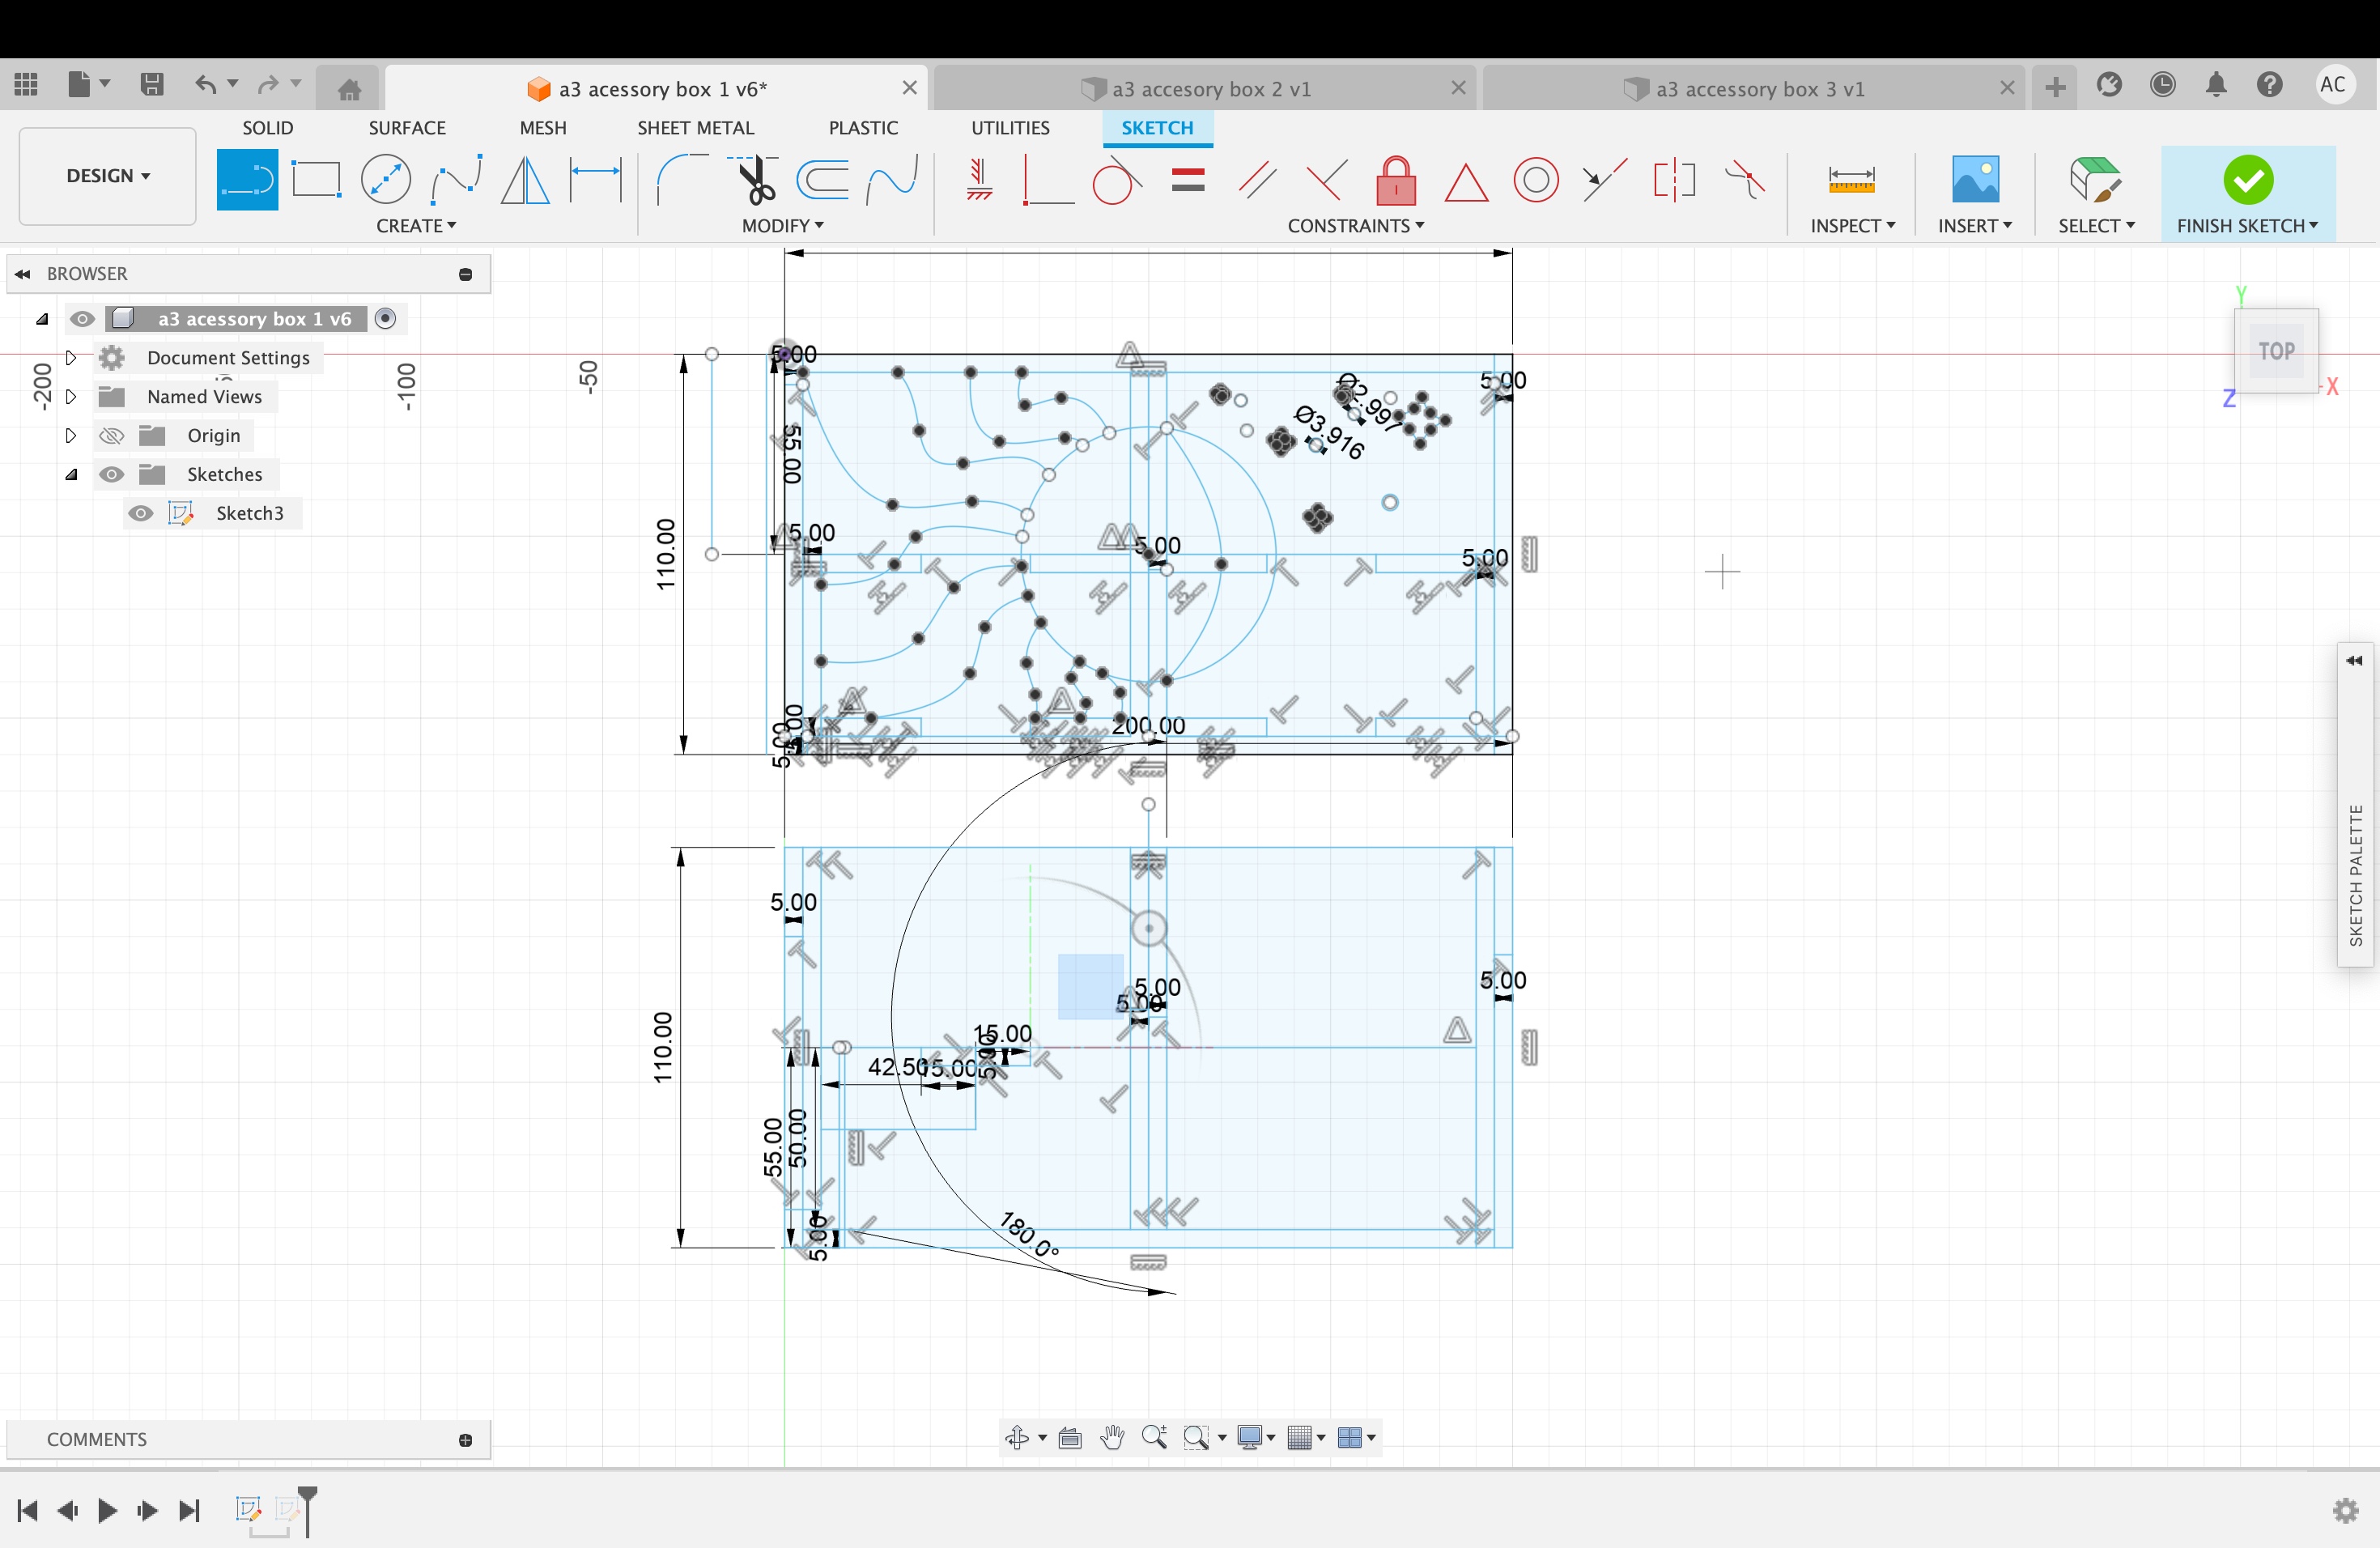 a3 acessory box 1 v6*
a3 accesory box 2 v1
a3 accessory box 3 v1
AC
DESIGN
SOLID
SURFACE
MESH
SHEET METAL
PLASTIC
UTILITIES
SKETCH
CREATE
MODIFY
CONSTRAINTS
INSPECT
INSERT
SELECT
FINISH SKETCH
BROWSER
a3 acessory box 1 v6
Document Settings
Named Views
Origin
Sketches
Sketch3
-200
-100
-50
Y
TOP
Z
-X
5.00
5.00
Ø2.997
Ø3.916
55.00
110.00
5.00
5.00
5.00
5.00
200.00
5.00
5.00
5.00
5.00
15.00
42.50
15.00
5.00
110.00
55.00
50.00
5.00
180.0°
SKETCH PALETTE
COMMENTS